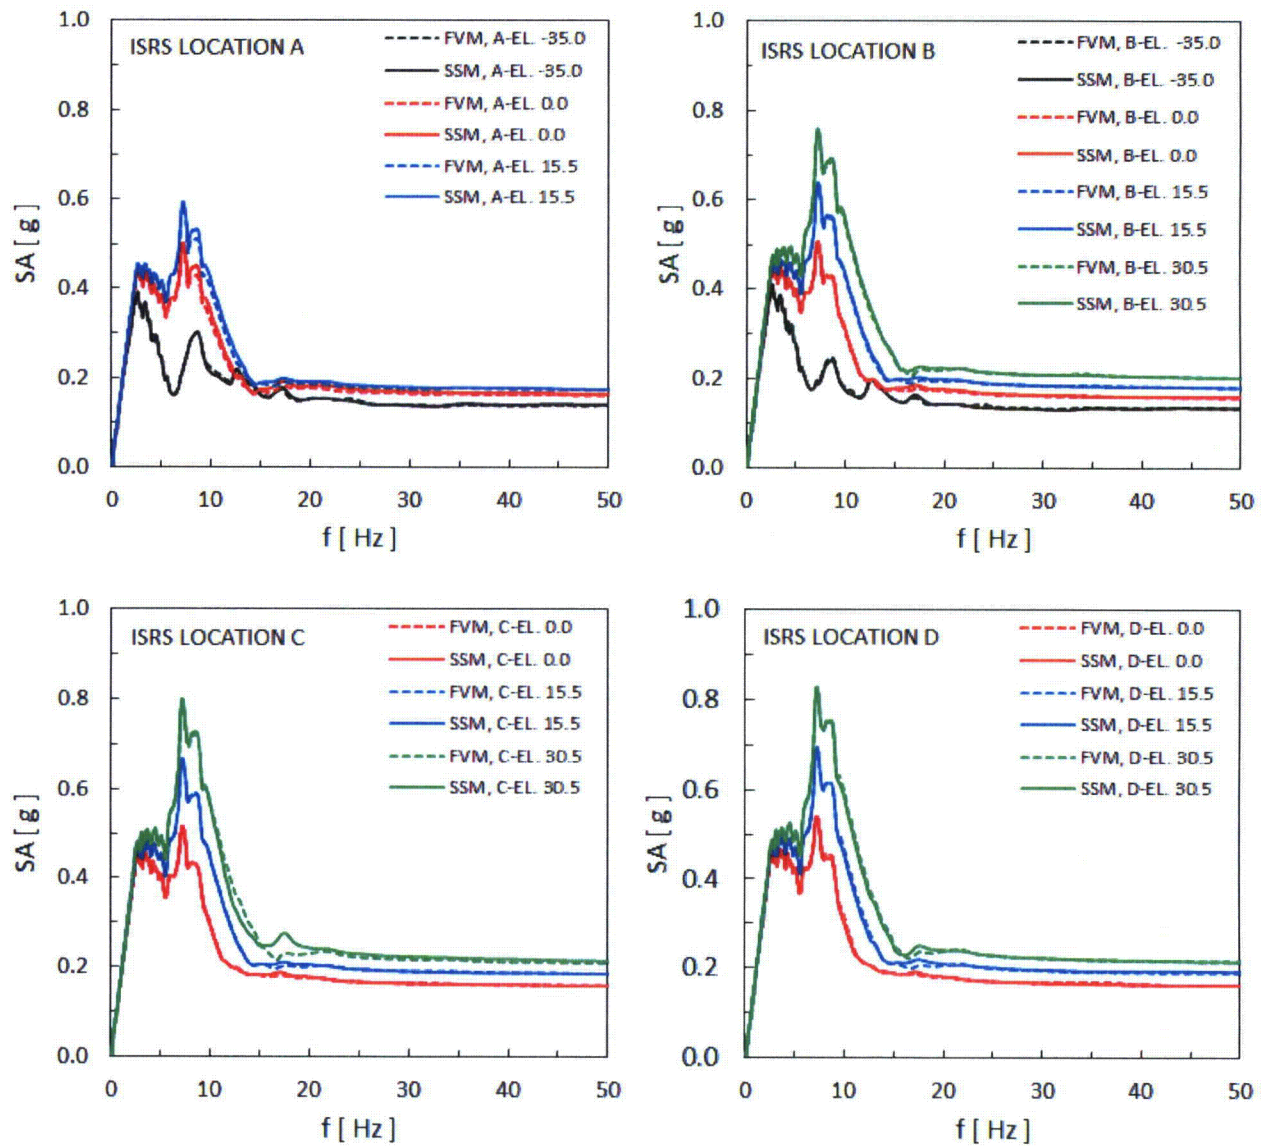 ISRS LOCATION A
FVM, A-EL. -35.0
SSM, A-EL. -35.0
FVM, A-EL. 0.0
SSM, A-EL. 0.0
FVM, A-EL. 15.5
SSM, A-EL. 15.5
1.0
0.8
0.6
0.4
0.2
0.0
SA [ g ]
0 10 20 30 40 50
f [ Hz ]
ISRS LOCATION B
FVM, B-EL. -35.0
SSM, B-EL. -35.0
FVM, B-EL. 0.0
SSM, B-EL. 0.0
FVM, B-EL. 15.5
SSM, B-EL. 15.5
FVM, B-EL. 30.5
SSM, B-EL. 30.5
1.0
0.8
0.6
0.4
0.2
0.0
SA [ g ]
0 10 20 30 40 50
f [ Hz ]
ISRS LOCATION C
FVM, C-EL. 0.0
SSM, C-EL. 0.0
FVM, C-EL. 15.5
SSM, C-EL. 15.5
FVM, C-EL. 30.5
SSM, C-EL. 30.5
1.0
0.8
0.6
0.4
0.2
0.0
SA [ g ]
0 10 20 30 40 50
f [ Hz ]
ISRS LOCATION D
FVM, D-EL. 0.0
SSM, D-EL. 0.0
FVM, D-EL. 15.5
SSM, D-EL. 15.5
FVM, D-EL. 30.5
SSM, D-EL. 30.5
1.0
0.8
0.6
0.4
0.2
0.0
SA [ g ]
0 10 20 30 40 50
f [ Hz ]